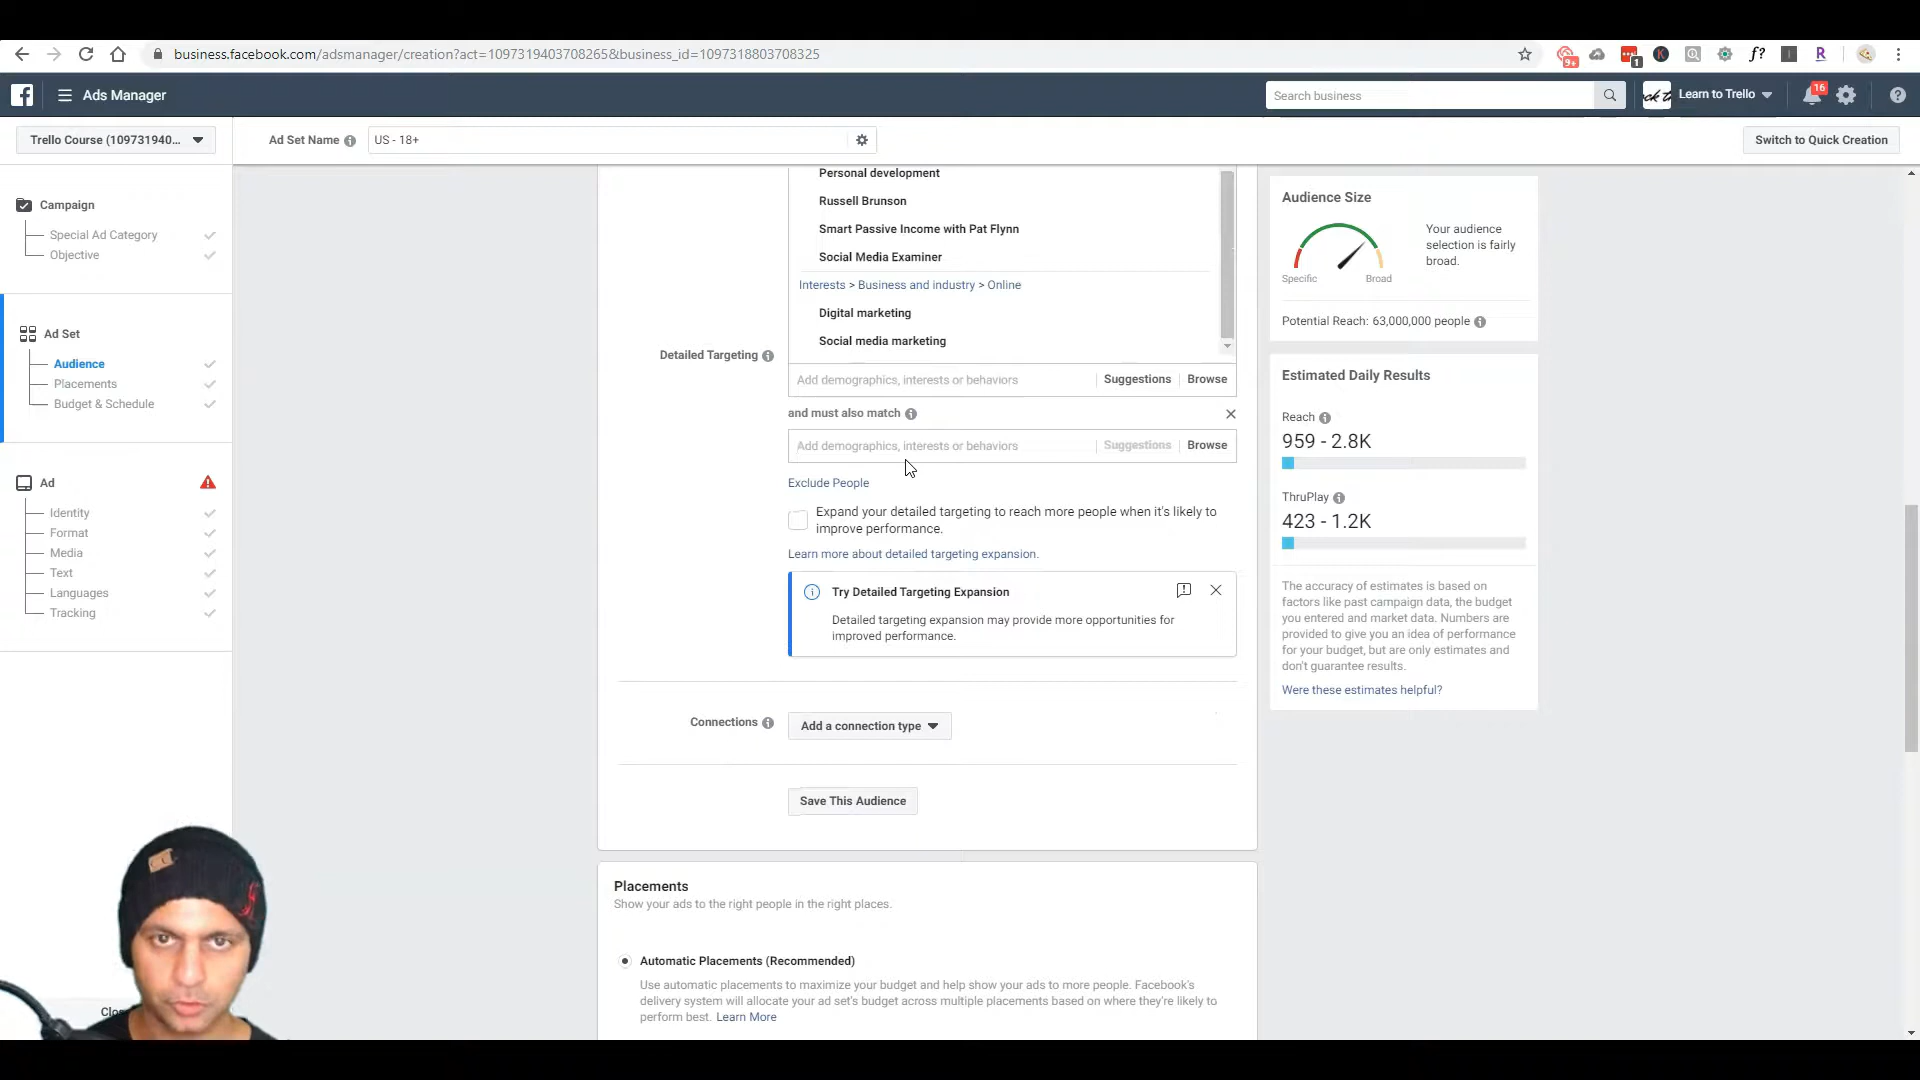 business.facebook.com/adsmanager/creation?act=1097319403708265&business_id=1097318803708325
9+
1
f?
R
Ads Manager
Search business
Learn to Trello
16
Trello Course (109731940...
Ad Set Name
US - 18+
Switch to Quick Creation
Campaign
Special Ad Category
Objective
Ad Set
Audience
Placements
Budget & Schedule
Ad
Identity
Format
Media
Text
Languages
Tracking
Personal development
Russell Brunson
Smart Passive Income with Pat Flynn
Social Media Examiner
Interests > Business and industry > Online
Digital marketing
Social media marketing
Detailed Targeting
Add demographics, interests or behaviors
Suggestions
Browse
and must also match
Add demographics, interests or behaviors
Suggestions
Browse
Exclude People
Expand your detailed targeting to reach more people when it's likely to
improve performance.
Learn more about detailed targeting expansion.
Try Detailed Targeting Expansion
Detailed targeting expansion may provide more opportunities for
improved performance.
Connections
Add a connection type
Save This Audience
Placements
Show your ads to the right people in the right places.
Automatic Placements (Recommended)
Use automatic placements to maximize your budget and help show your ads to more people. Facebook's
delivery system will allocate your ad set's budget across multiple placements based on where they're likely to
perform best. Learn More
Audience Size
Your audience
selection is fairly
broad.
Specific
Broad
Potential Reach: 63,000,000 people
Estimated Daily Results
Reach
959 - 2.8K
ThruPlay
423 - 1.2K
The accuracy of estimates is based on
factors like past campaign data, the budget
you entered and market data. Numbers are
provided to give you an idea of performance
for your budget, but are only estimates and
don't guarantee results.
Were these estimates helpful?